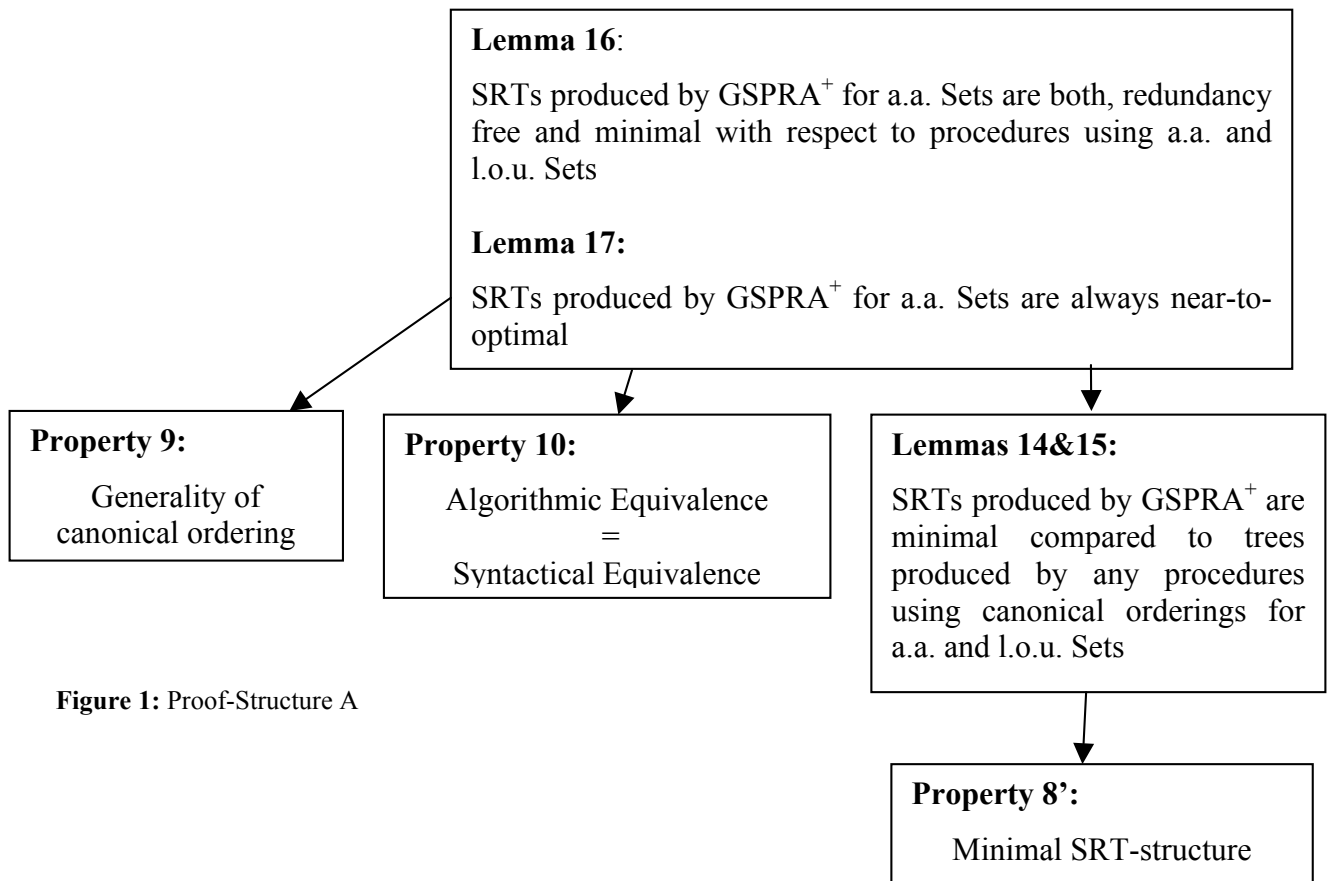 Lemma 16:
SRTs produced by GSPRA+ for a.a. Sets are both, redundancy
free and minimal with respect to procedures using a.a. and
l.o.u. Sets
Lemma 17:
SRTs produced by GSPRA+ for a.a. Sets are always near-to-
optimal
Property 9:
Generality of
canonical ordering
Property 10:
Algorithmic Equivalence
=
Syntactical Equivalence
Lemmas 14&15:
SRTs produced by GSPRA+ are
minimal compared to trees
produced by any procedures
using canonical orderings for
a.a. and l.o.u. Sets
Figure 1: Proof-Structure A
Property 8’:
Minimal SRT-structure